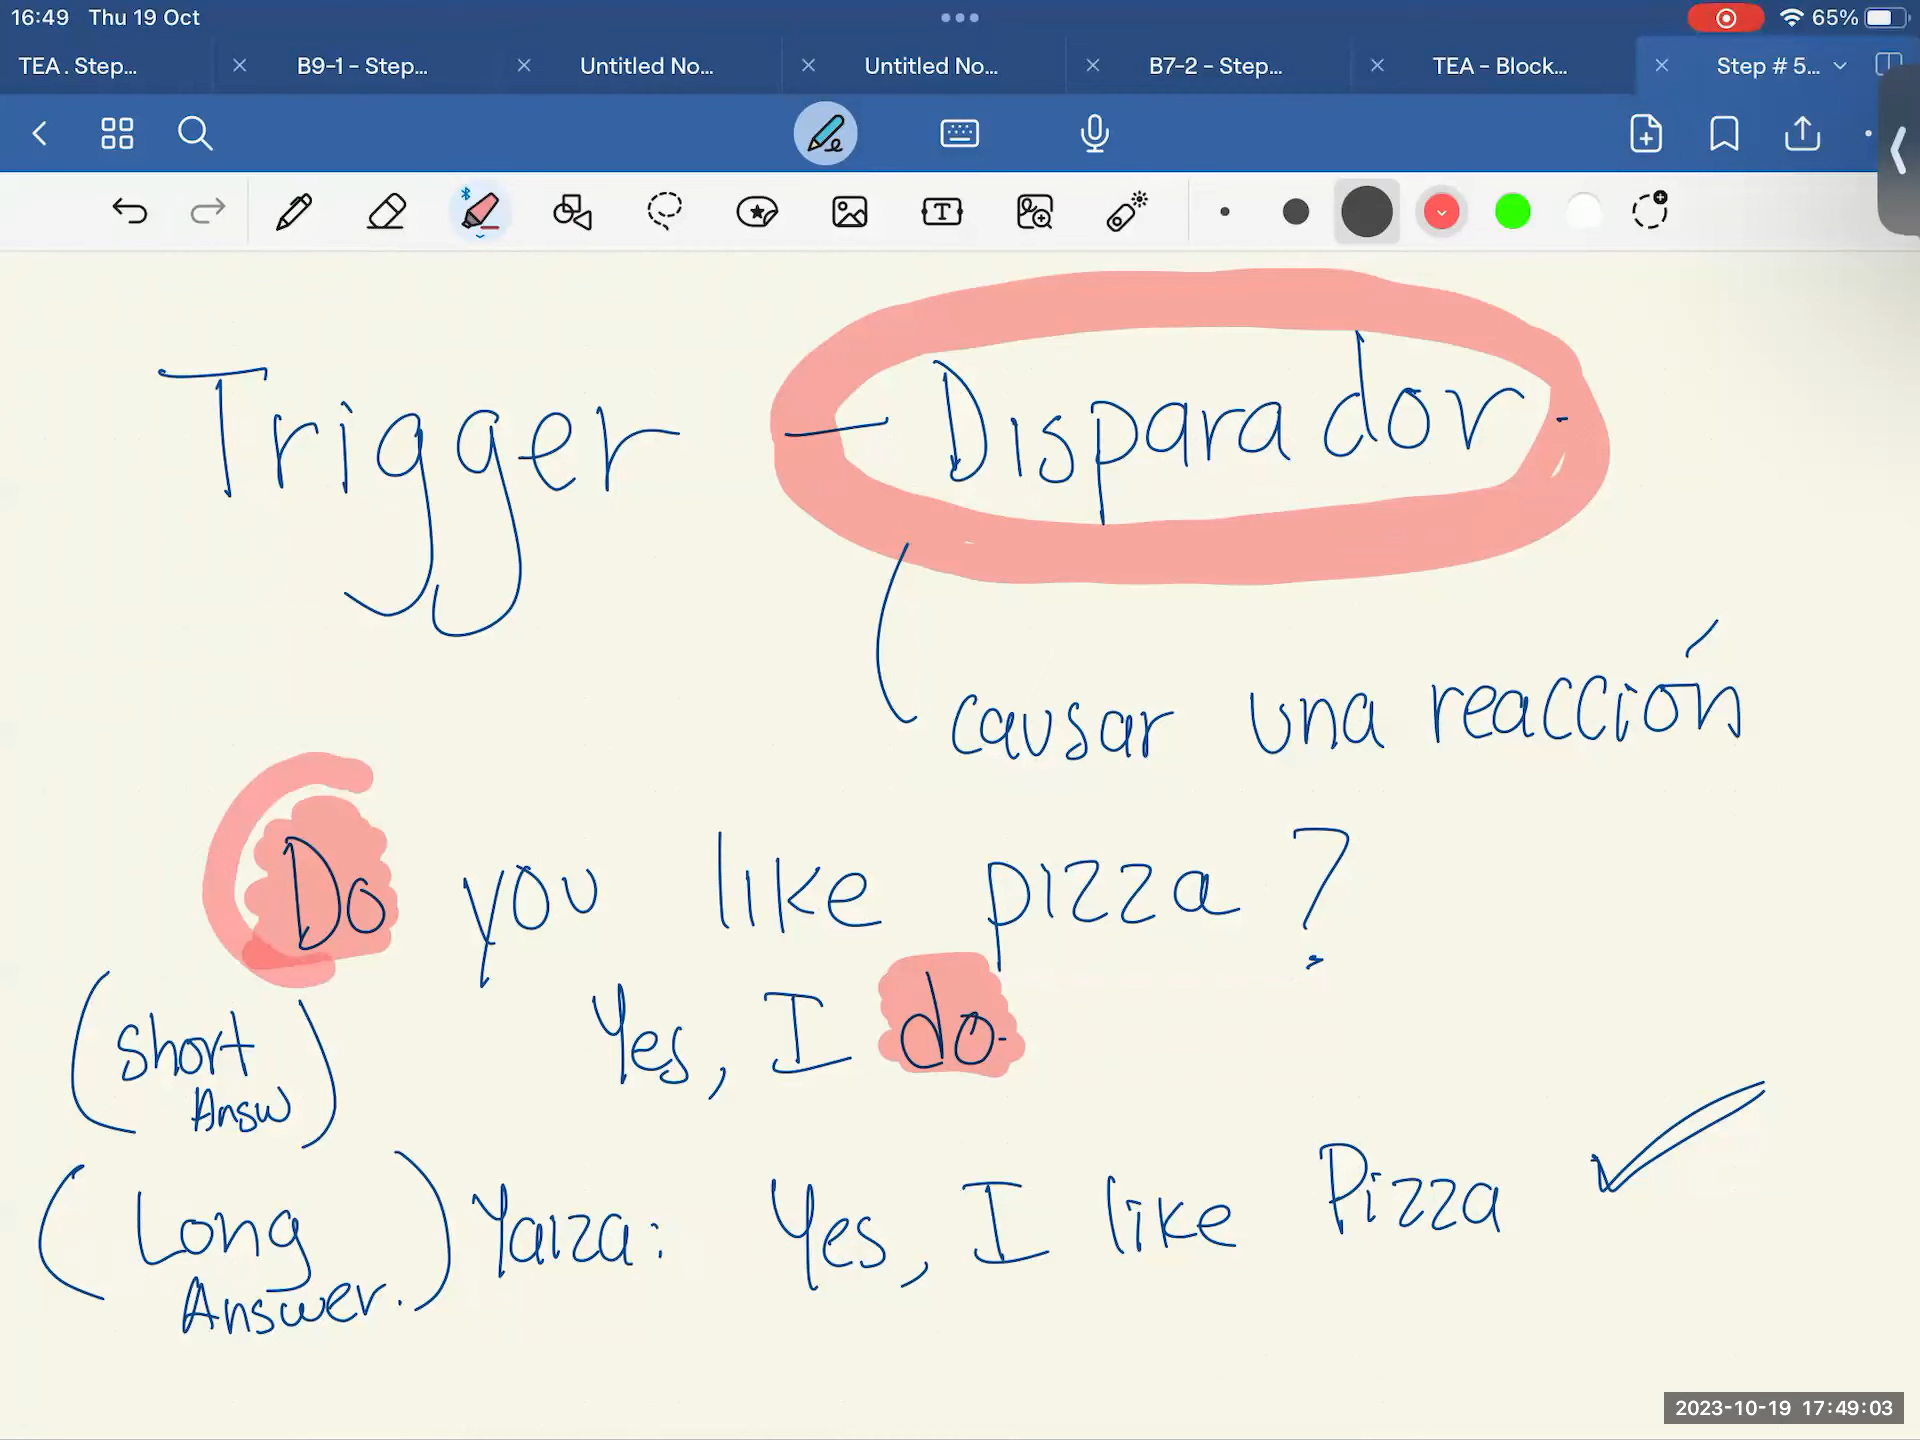 16:49 Thu 19 Oct
65%
TEA . Step...
B9-1 - Step...
Untitled No...
Untitled No...
B7-2 - Step...
TEA - Block...
Step # 5...
Trigger - Disparador.
causar una reacción
Do you like pizza?
(short Answ) Yes, I do.
(Long Answer.) Yaiza: Yes, I like Pizza
2023-10-19 17:49:03